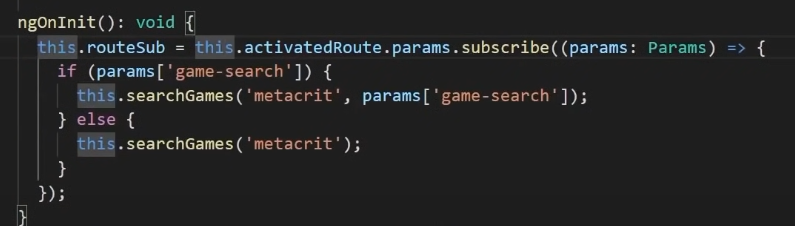 ngOnInit(): void {
this.routeSub = this.activatedRoute.params.subscribe((params: Params) => {
if (params['game-search']) {
this.searchGames('metacrit', params['game-search']);
} else {
this.searchGames('metacrit');
}
});
}